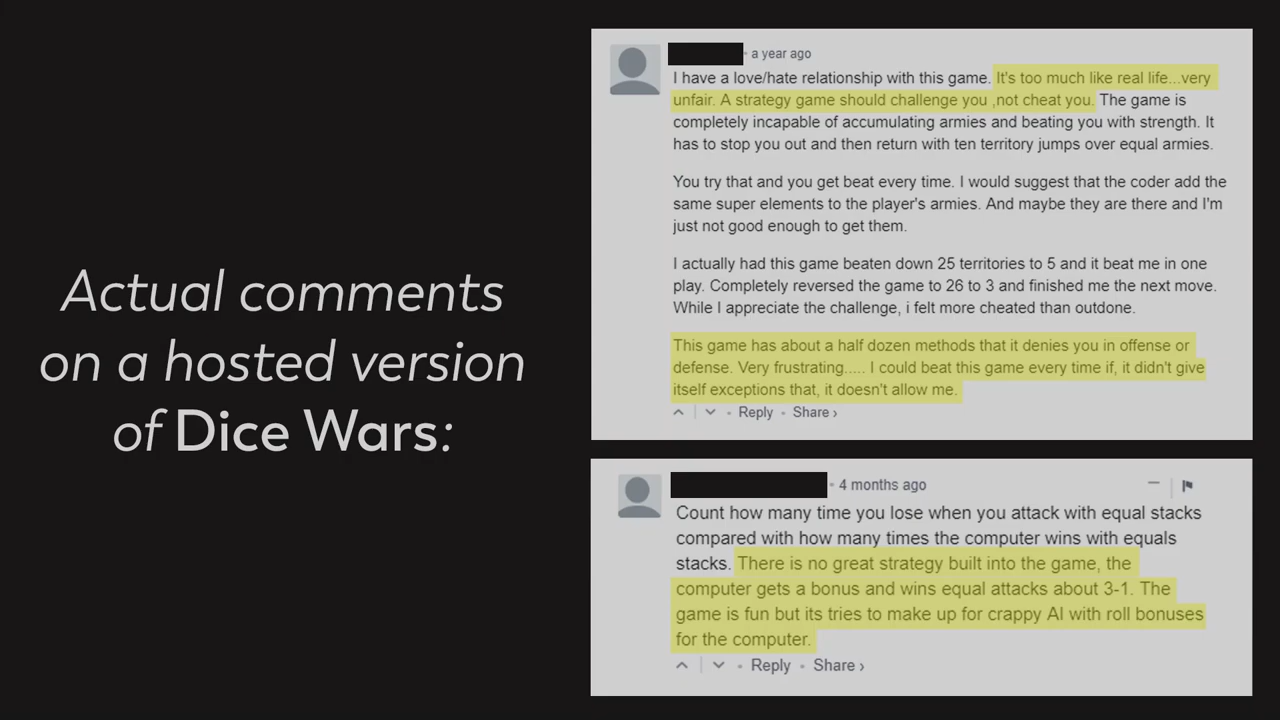 Actual comments
on a hosted version
of Dice Wars:
- a year ago
I have a love/hate relationship with this game. It's too much like real life...very
unfair. A strategy game should challenge you ,not cheat you. The game is
completely incapable of accumulating armies and beating you with strength. It
has to stop you out and then return with ten territory jumps over equal armies.
You try that and you get beat every time. I would suggest that the coder add the
same super elements to the player's armies. And maybe they are there and I'm
just not good enough to get them.
I actually had this game beaten down 25 territories to 5 and it beat me in one
play. Completely reversed the game to 26 to 3 and finished me the next move.
While I appreciate the challenge, i felt more cheated than outdone.
This game has about a half dozen methods that it denies you in offense or
defense. Very frustrating..... I could beat this game every time if, it didn't give
itself exceptions that, it doesn't allow me.
Reply • Share ›
• 4 months ago
Count how many time you lose when you attack with equal stacks
compared with how many times the computer wins with equals
stacks. There is no great strategy built into the game, the
computer gets a bonus and wins equal attacks about 3-1. The
game is fun but its tries to make up for crappy AI with roll bonuses
for the computer.
Reply • Share ›